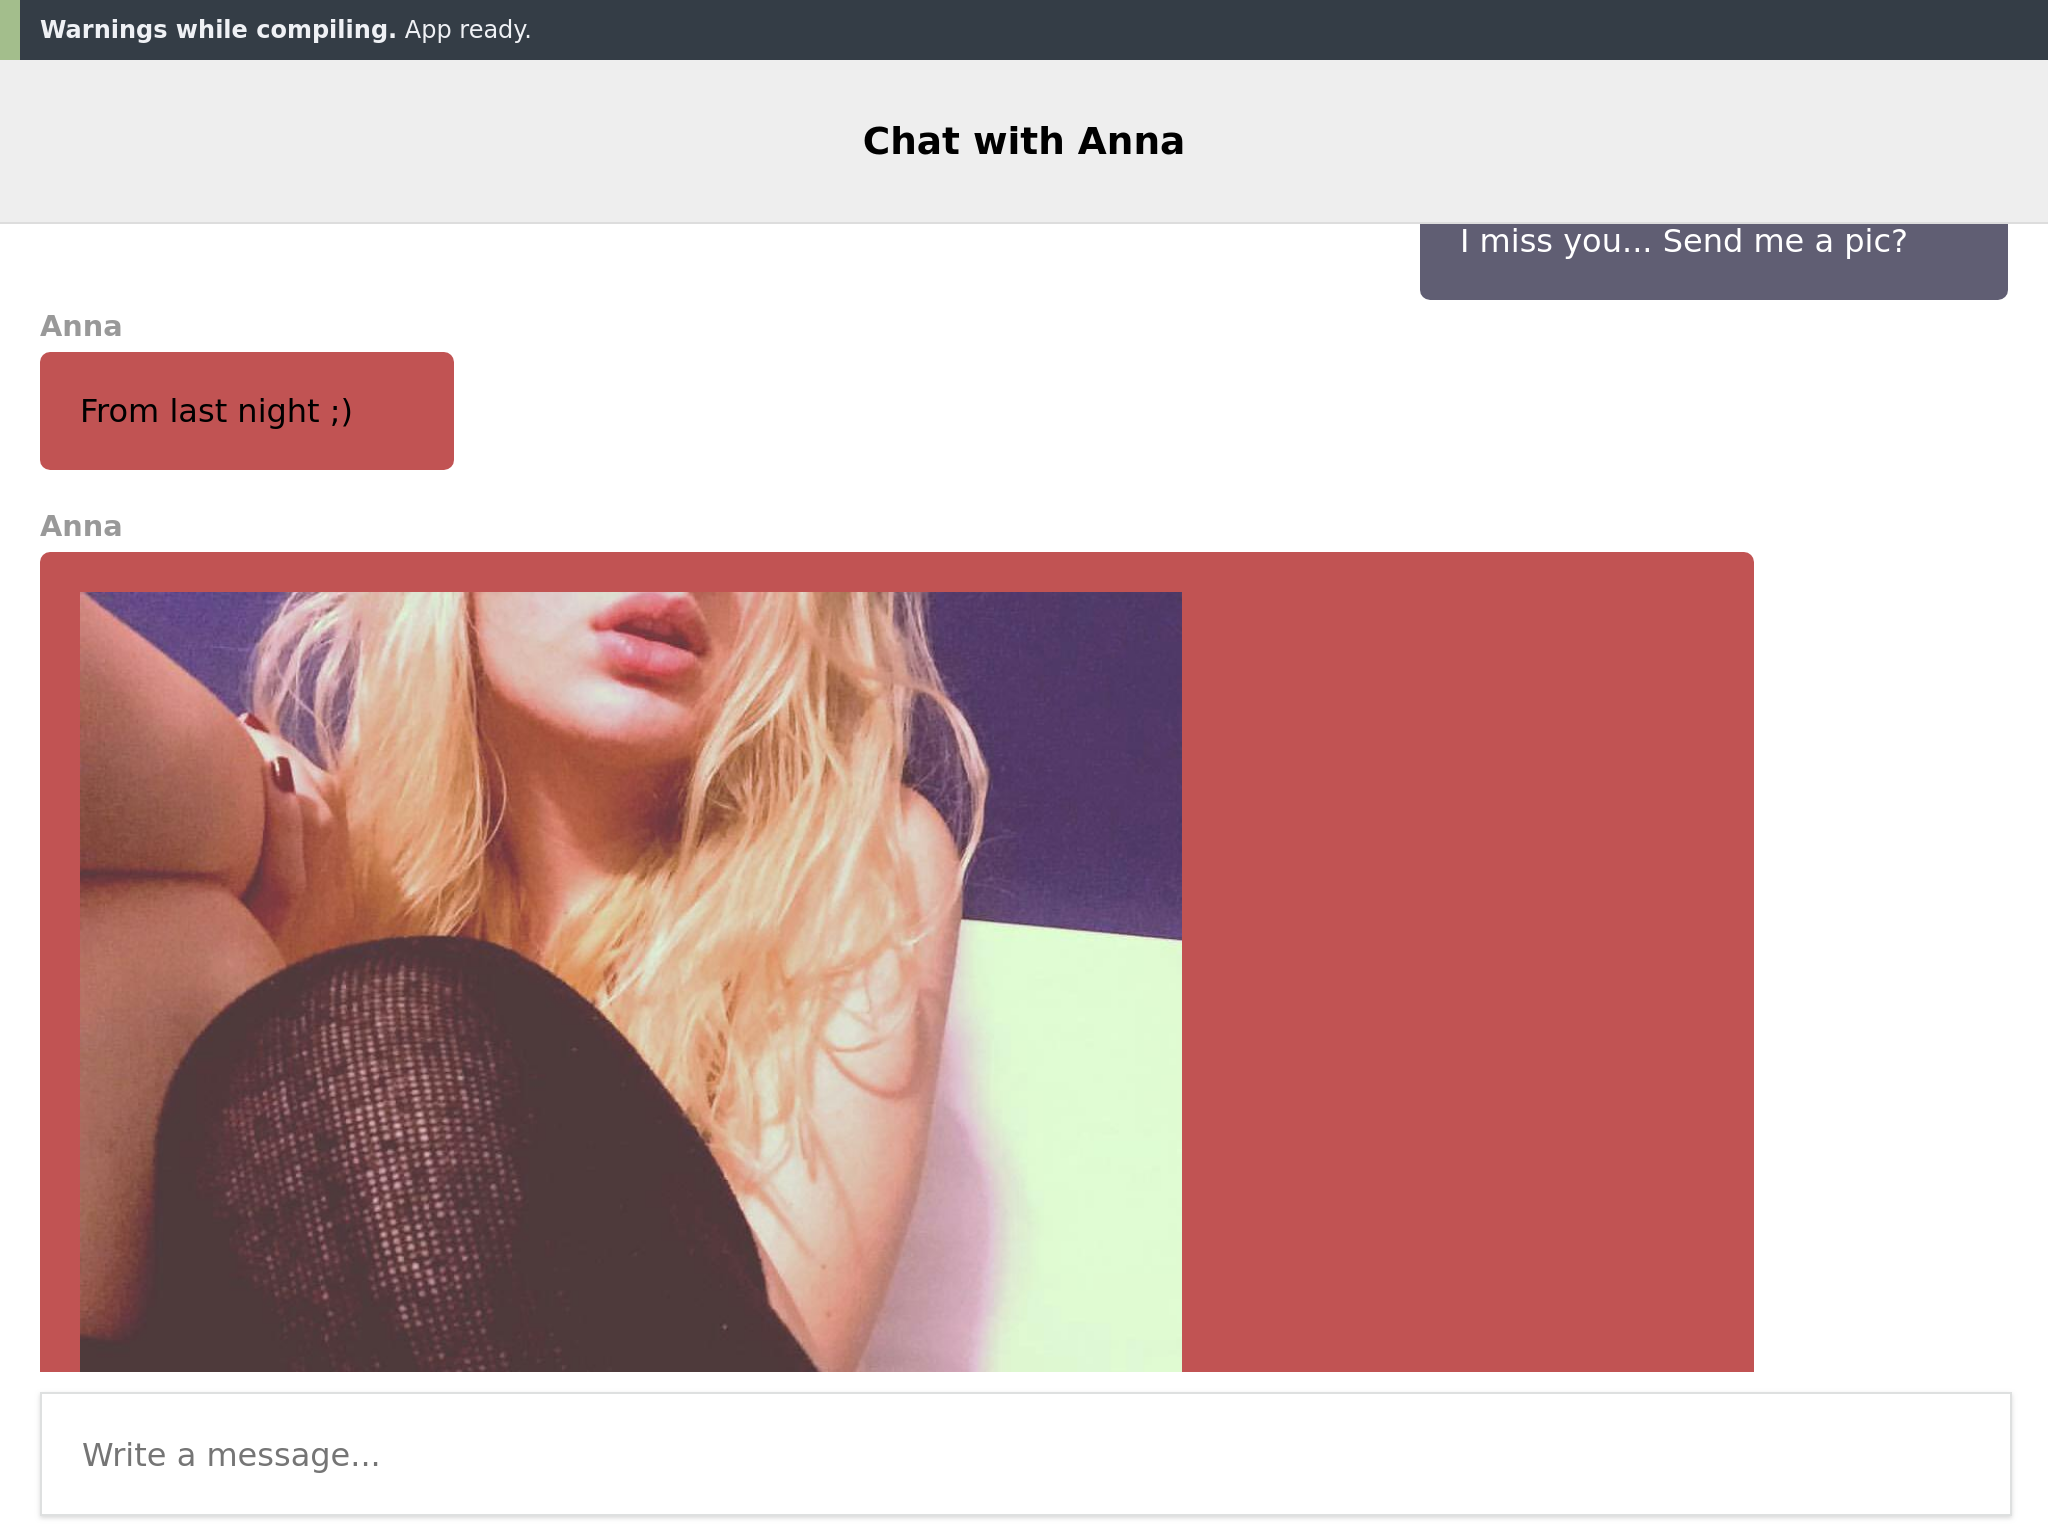 Warnings while compiling. App ready.
Chat with Anna
I miss you... Send me a pic?
Anna
From last night ;)
Anna
Write a message...